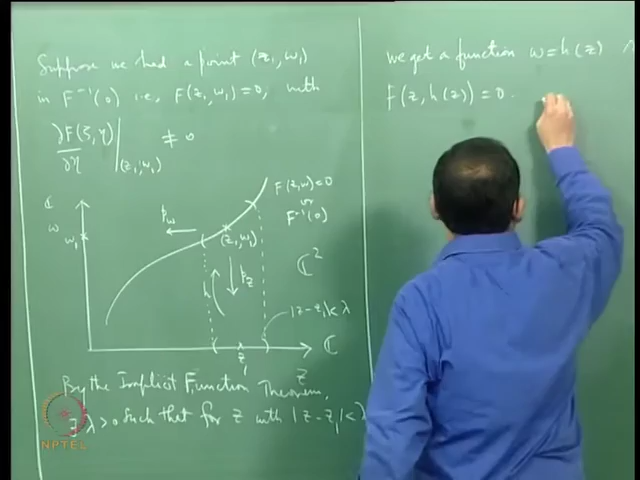 Suppose we had a point (z₁, w₁)
in F⁻¹(0) i.e., F(z₁, w₁) = 0, with
∂F(ζ, η)/∂η |(z₁, w₁) ≠ 0
ℂ
w
w₁
p_w
F(z, w) = 0
or
F⁻¹(0)
(z₁, w₁)
ℂ²
h
p_z
|z - z₁| < λ
ℂ
z₁
z
By the Implicit Function Theorem,
∃ λ > 0 such that for z with |z - z₁| < λ
NPTEL
we get a function w = h(z)
F(z, h(z)) = 0.